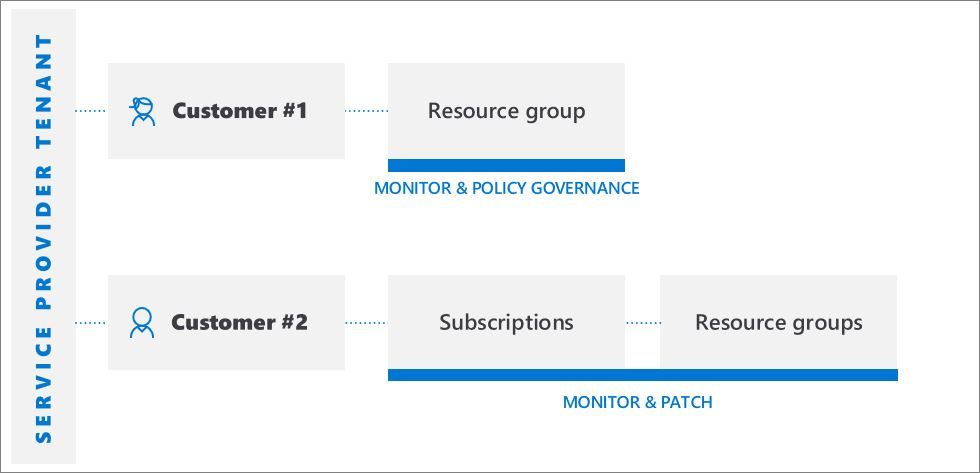 SERVICE PROVIDER TENANT
Customer #1
Resource group
MONITOR & POLICY GOVERNANCE
Customer #2
Subscriptions
Resource groups
MONITOR & PATCH